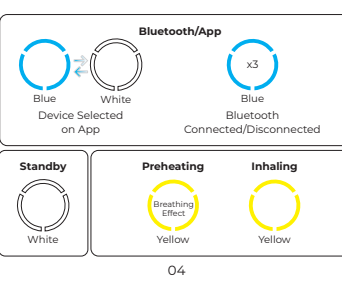 Bluetooth/App
x3
Blue
White
Blue
Device Selected
on App
Bluetooth
Connected/Disconnected
Standby
White
Preheating
Inhaling
Breathing
Effect
Yellow
Yellow
04